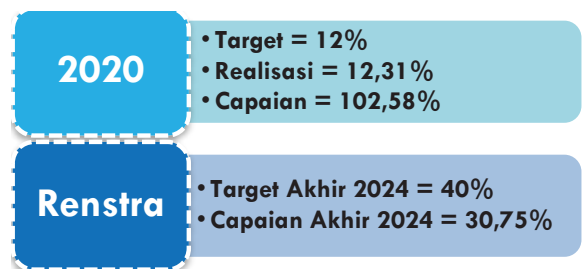 2020
• Target = 12%
• Realisasi = 12,31%
• Capaian = 102,58%
Renstra
• Target Akhir 2024 = 40%
• Capaian Akhir 2024 = 30,75%